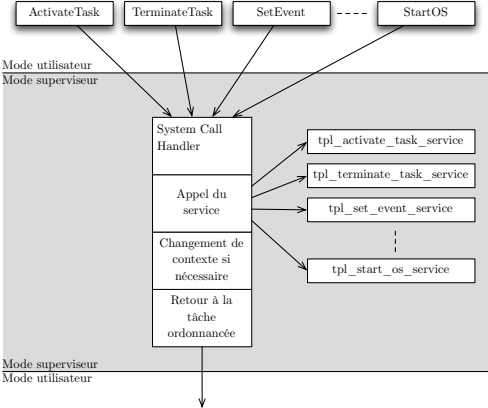 ActivateTask
TerminateTask
SetEvent
StartOS
Mode utilisateur
Mode superviseur
System Call
Handler
Appel du
service
Changement de
contexte si
nécessaire
Retour à la
tâche
ordonnancée
tpl_activate_task_service
tpl_terminate_task_service
tpl_set_event_service
tpl_start_os_service
Mode superviseur
Mode utilisateur